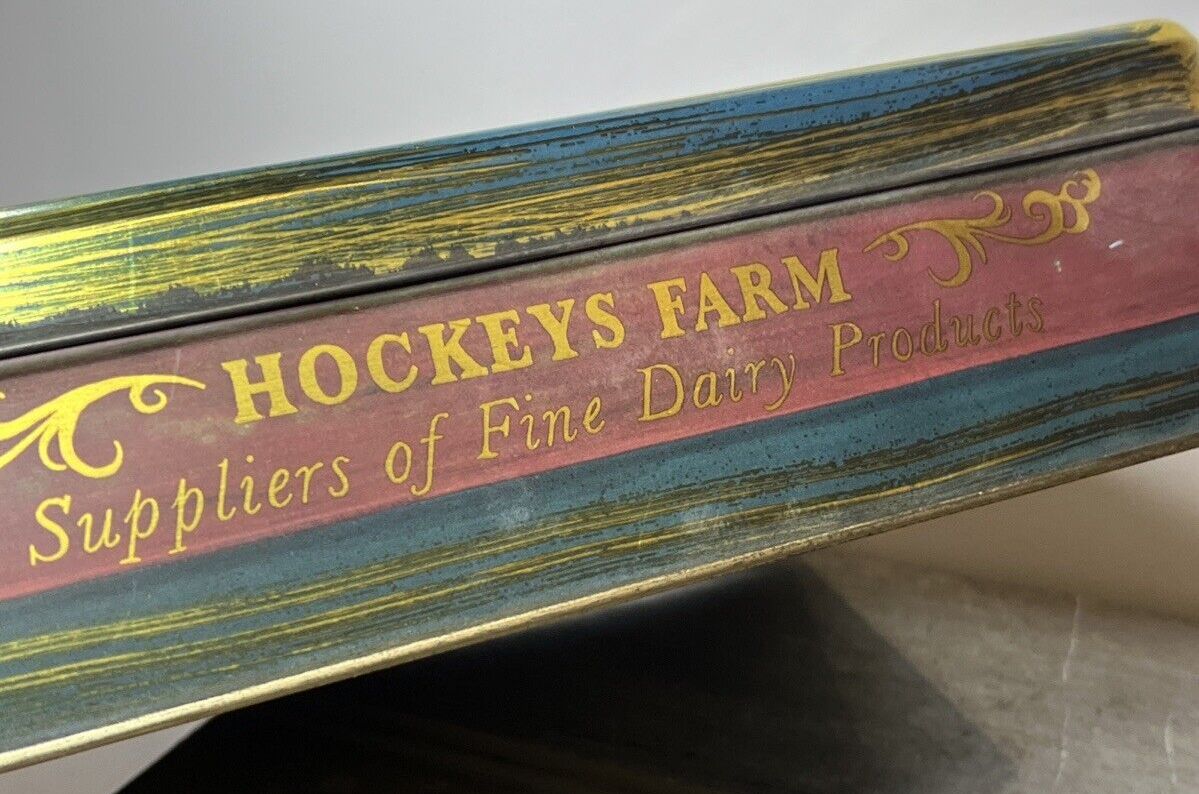 HOCKEYS FARM
Suppliers of Fine Dairy Products